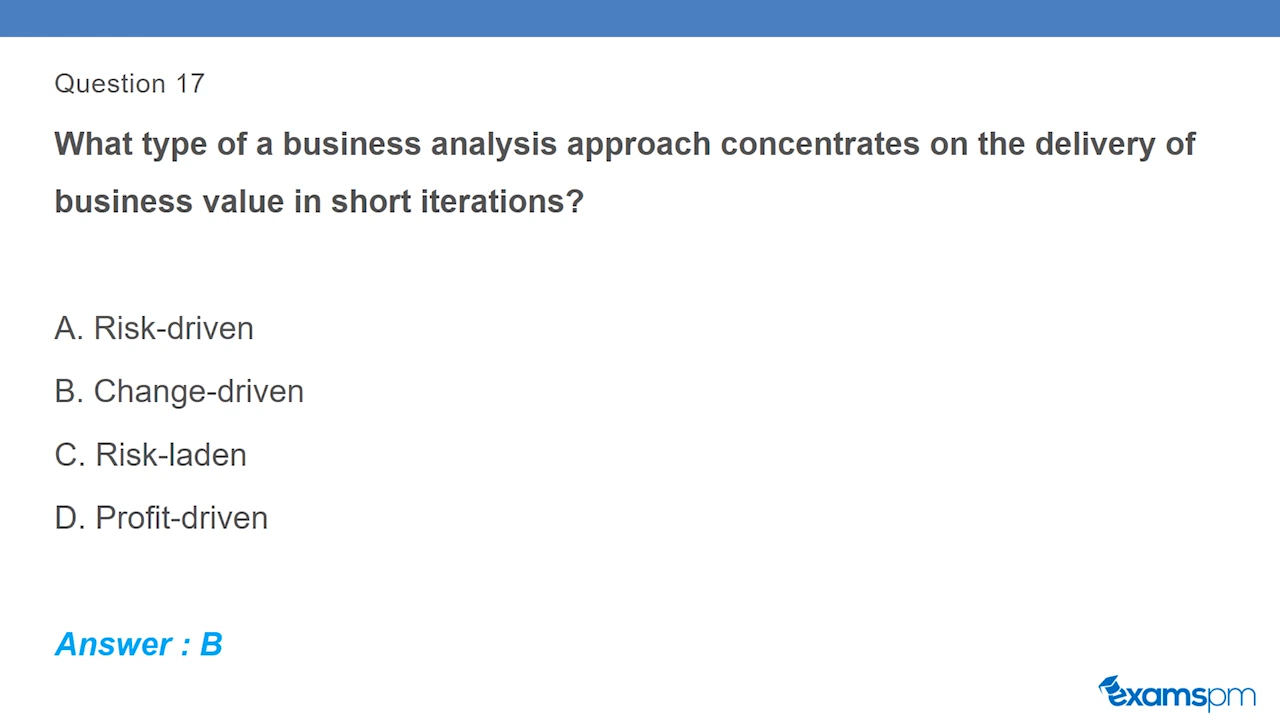 Question 17
What type of a business analysis approach concentrates on the delivery of
business value in short iterations?
A. Risk-driven
B. Change-driven
C. Risk-laden
D. Profit-driven
Answer : B
examspm